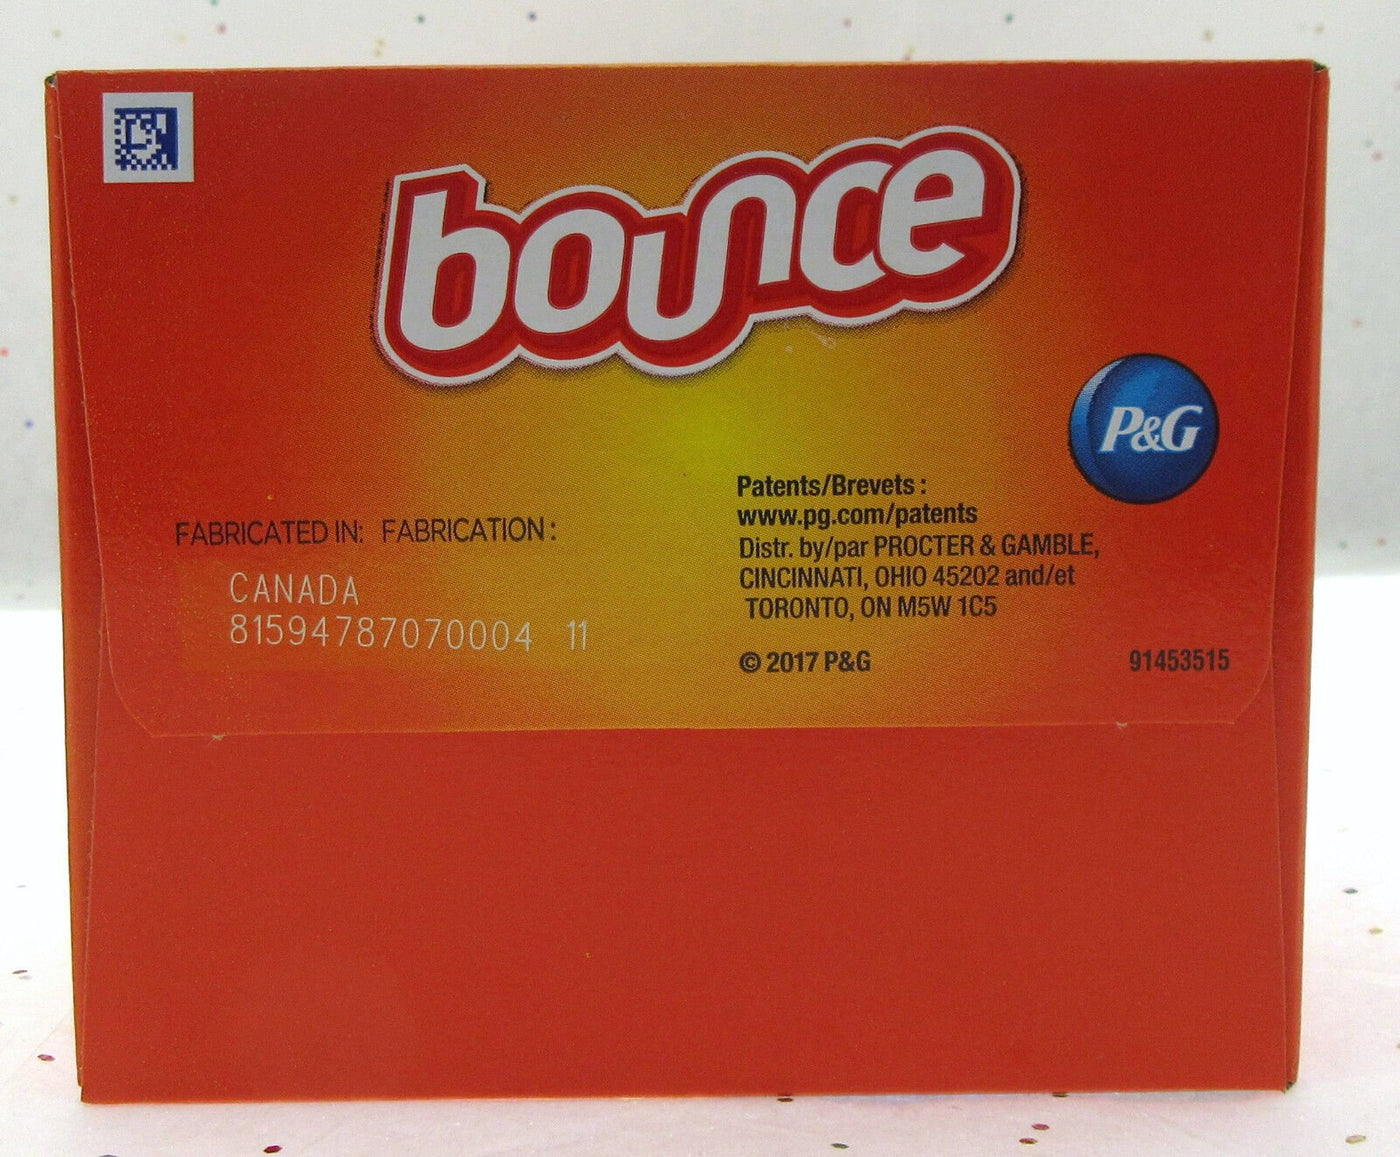 bounce
P&G
Patents/Brevets :
www.pg.com/patents
Distr. by/par PROCTER & GAMBLE,
CINCINNATI, OHIO 45202 and/et
TORONTO, ON M5W 1C5
FABRICATED IN: FABRICATION :
CANADA
81594787070004 11
© 2017 P&G
91453515